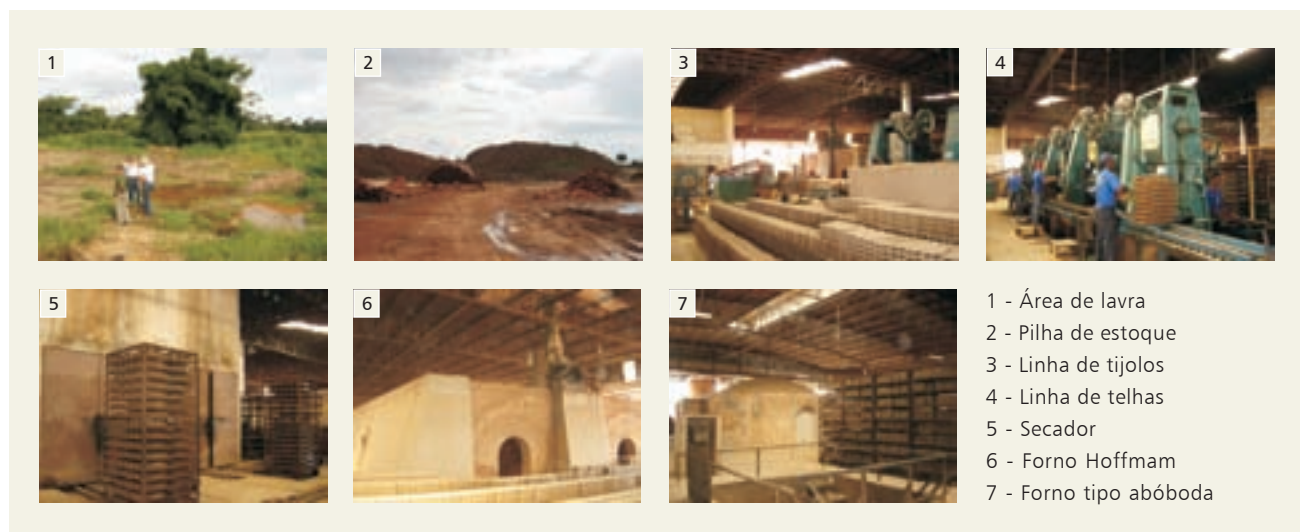 1
2
3
4
5
6
7
1 - Área de lavra
2 - Pilha de estoque
3 - Linha de tijolos
4 - Linha de telhas
5 - Secador
6 - Forno Hoffmam
7 - Forno tipo abóboda